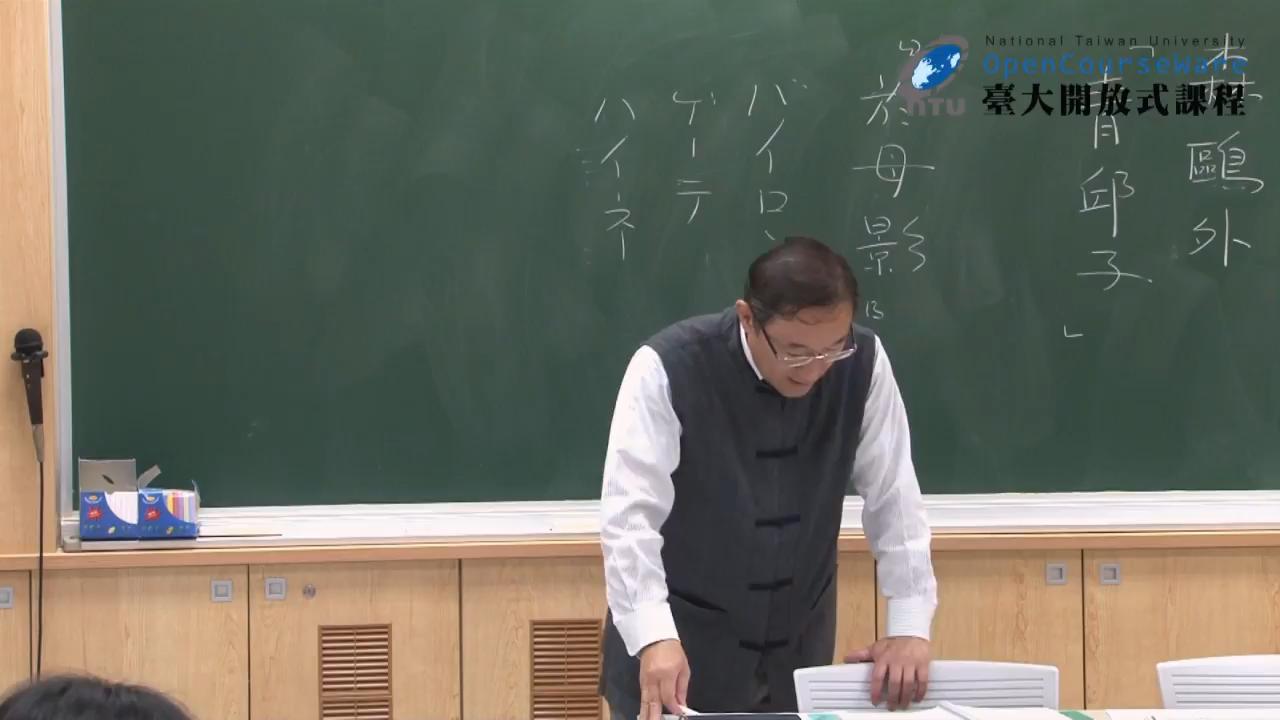 National Taiwan University
OpenCourseWare
臺大開放式課程
NTU
森鷗外
「青邱子」
於母影
バイロン
ゲーテ
ハイネ